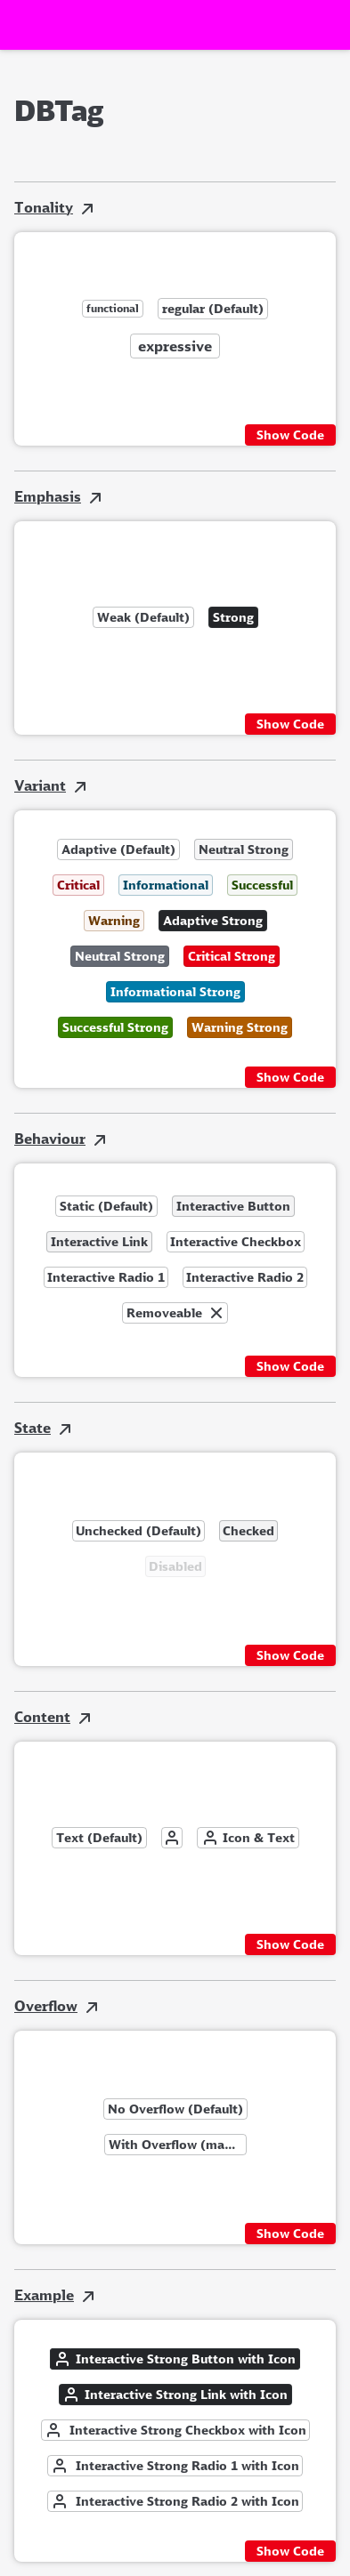 DBTag
Tonality
functional
regular (Default)
expressive
Show Code
Emphasis
Weak (Default)
Strong
Show Code
Variant
Adaptive (Default)
Neutral Strong
Critical
Informational
Successful
Warning
Adaptive Strong
Neutral Strong
Critical Strong
Informational Strong
Successful Strong
Warning Strong
Show Code
Behaviour
Static (Default)
Interactive Button
Interactive Link
Interactive Checkbox
Interactive Radio 1
Interactive Radio 2
Removeable
Show Code
State
Unchecked (Default)
Checked
Disabled
Show Code
Content
Text (Default)
Icon & Text
Show Code
Overflow
No Overflow (Default)
With Overflow (ma...
Show Code
Example
Interactive Strong Button with Icon
Interactive Strong Link with Icon
Interactive Strong Checkbox with Icon
Interactive Strong Radio 1 with Icon
Interactive Strong Radio 2 with Icon
Show Code